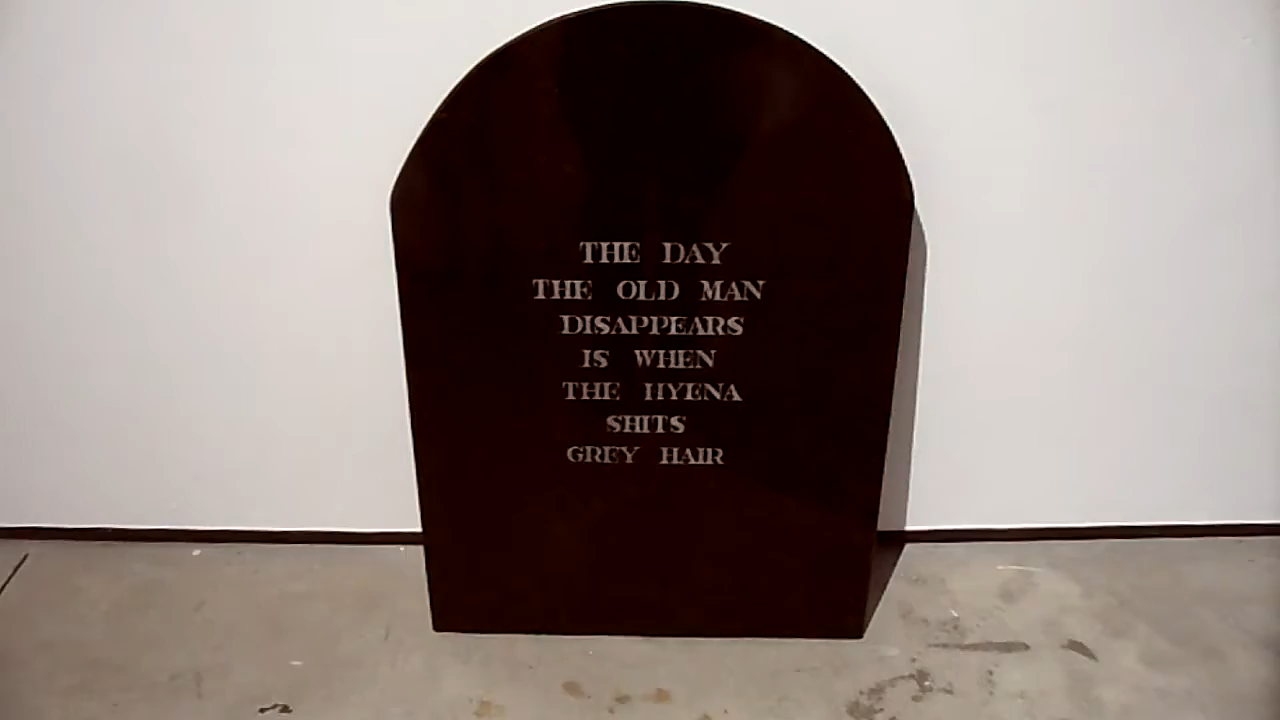 THE DAY
THE OLD MAN
DISAPPEARS
IS WHEN
THE HYENA
SHITS
GREY HAIR